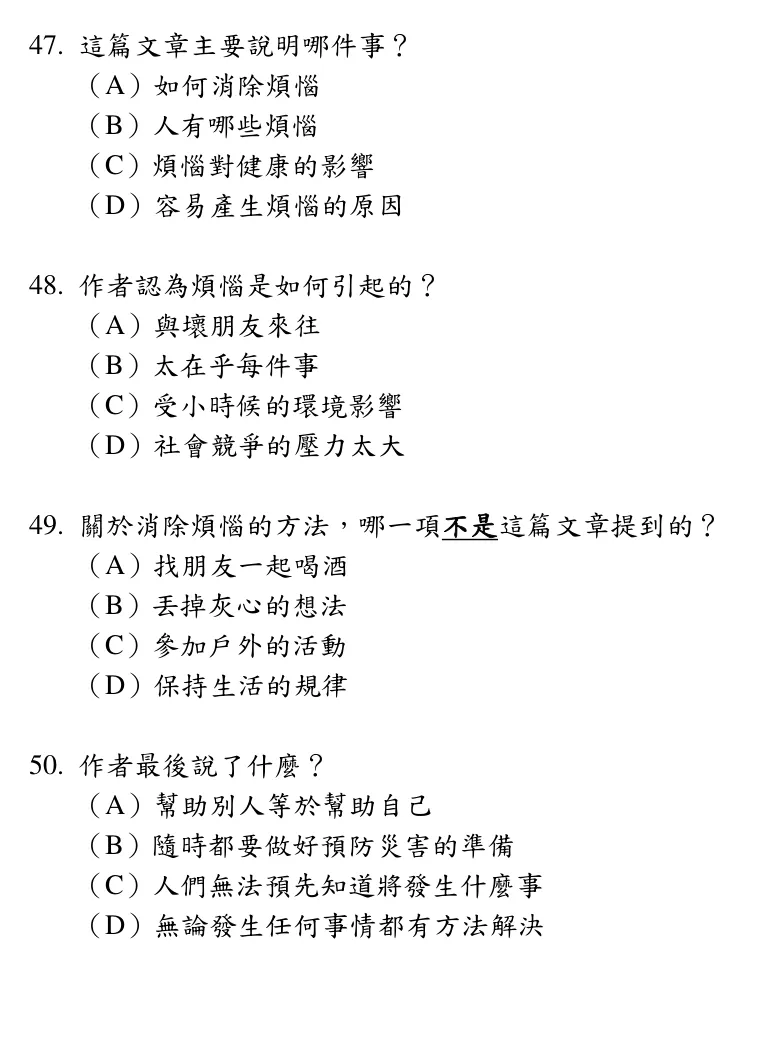 47. 這篇文章主要說明哪件事？
（A）如何消除煩惱
（B）人有哪些煩惱
（C）煩惱對健康的影響
（D）容易產生煩惱的原因
48. 作者認為煩惱是如何引起的？
（A）與壞朋友來往
（B）太在乎每件事
（C）受小時候的環境影響
（D）社會競爭的壓力太大
49. 關於消除煩惱的方法，哪一項不是這篇文章提到的？
（A）找朋友一起喝酒
（B）丟掉灰心的想法
（C）參加戶外的活動
（D）保持生活的規律
50. 作者最後說了什麼？
（A）幫助別人等於幫助自己
（B）隨時都要做好預防災害的準備
（C）人們無法預先知道將發生什麼事
（D）無論發生任何事情都有方法解決